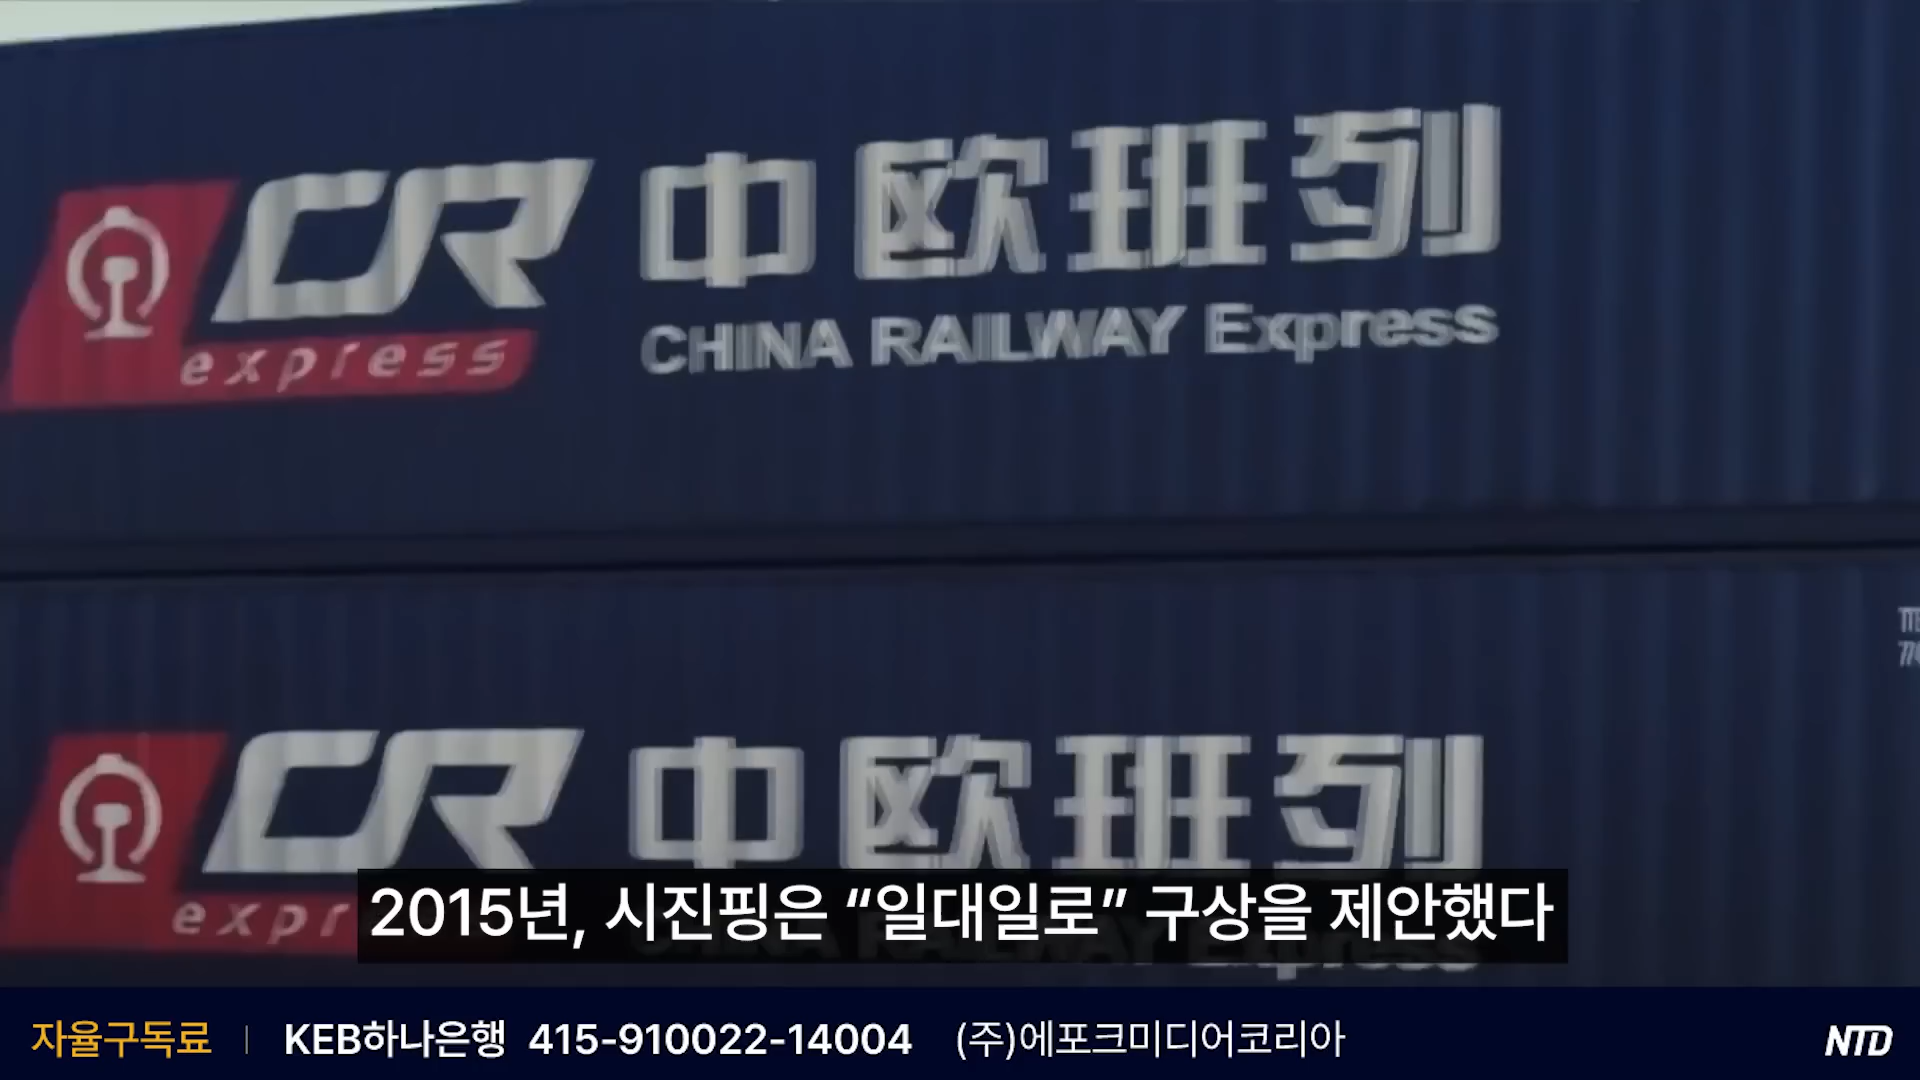 CR 中欧班列
express CHINA RAILWAY Express
CR 中欧班列
expr
2015년, 시진핑은 “일대일로” 구상을 제안했다
자율구독료 | KEB하나은행 415-910022-14004 (주)에포크미디어코리아 NTD